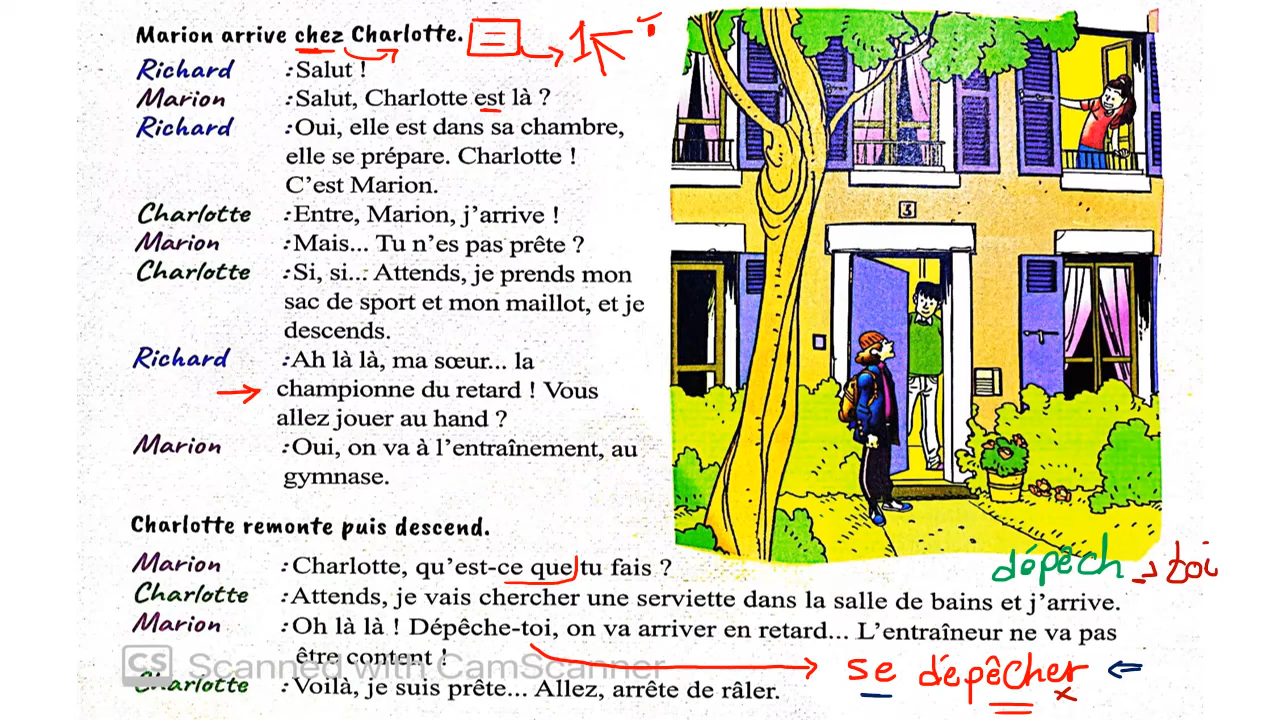 Marion arrive chez Charlotte.
Richard : Salut !
Marion : Salut, Charlotte est là ?
Richard : Oui, elle est dans sa chambre,
elle se prépare. Charlotte !
C'est Marion.
Charlotte : Entre, Marion, j'arrive !
Marion : Mais... Tu n'es pas prête ?
Charlotte : Si, si... Attends, je prends mon
sac de sport et mon maillot, et je
descends.
Richard : Ah là là, ma sœur... la
championne du retard ! Vous
allez jouer au hand ?
Marion : Oui, on va à l'entraînement, au
gymnase.
3
Charlotte remonte puis descend.
Marion : Charlotte, qu'est-ce que tu fais ?
dépêch → toi
Charlotte : Attends, je vais chercher une serviette dans la salle de bains et j'arrive.
Marion : Oh là là ! Dépêche-toi, on va arriver en retard... L'entraîneur ne va pas
être content !
se dépêcher
CS Scanned with CamScanner
Charlotte : Voilà, je suis prête... Allez, arrête de râler.